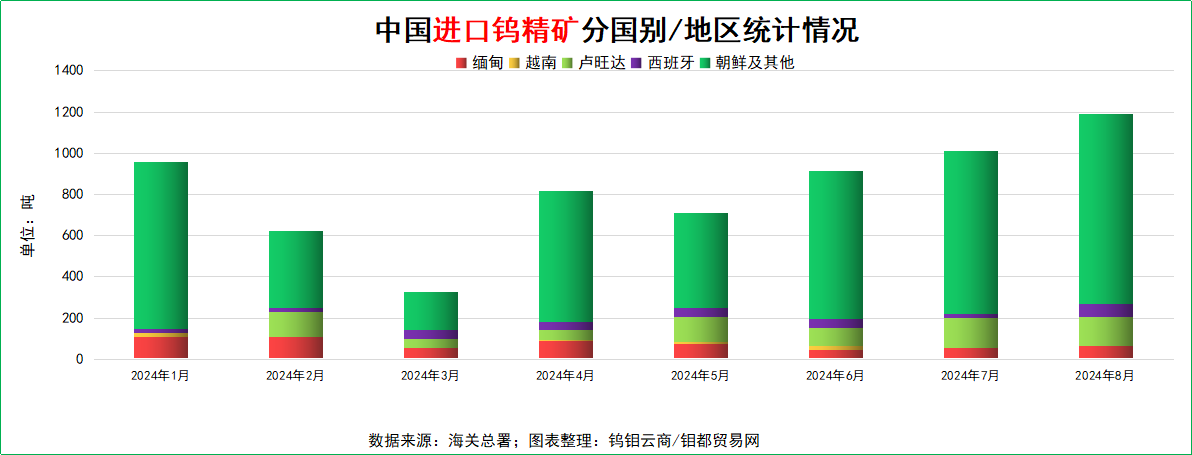 中国进口钨精矿分国别/地区统计情况
缅甸 越南 卢旺达 西班牙 朝鲜及其他
单位：吨
1400
1200
1000
800
600
400
200
0
2024年1月 2024年2月 2024年3月 2024年4月 2024年5月 2024年6月 2024年7月 2024年8月
数据来源：海关总署；图表整理：钨钼云商/钼都贸易网